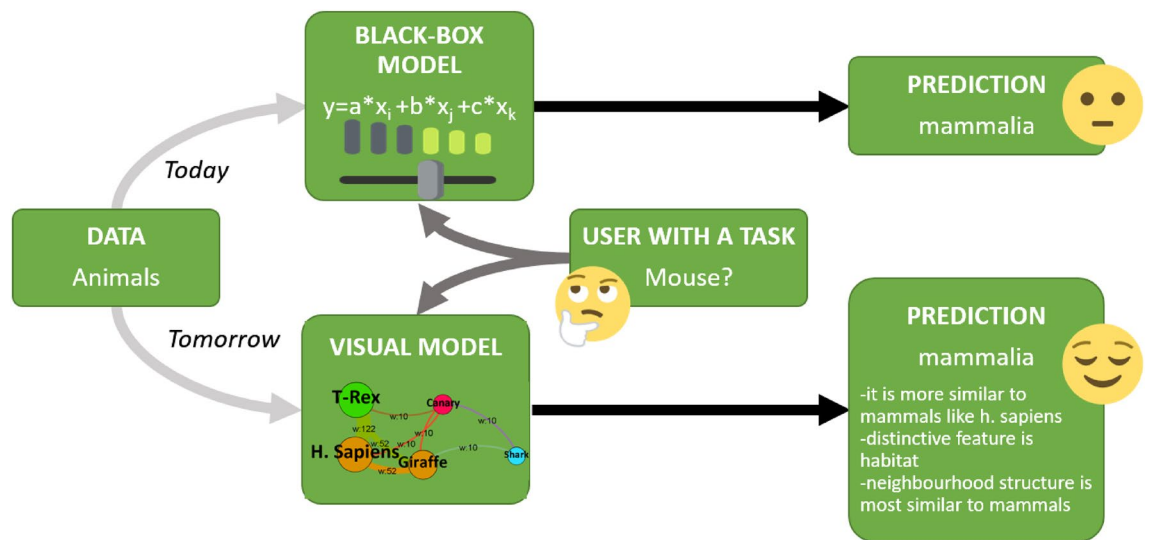 BLACK-BOX
MODEL
y=a*xi+b*xj+c*xk
PREDICTION
mammalia
Today
DATA
Animals
USER WITH A TASK
Mouse?
Tomorrow
VISUAL MODEL
T-Rex
Canary
w:10
w:10
w:122
w:10
w:52
w:10
H. Sapiens
Giraffe
w:10
Shark
w:52
PREDICTION
mammalia
-it is more similar to
mammals like h. sapiens
-distinctive feature is
habitat
-neighbourhood structure is
most similar to mammals